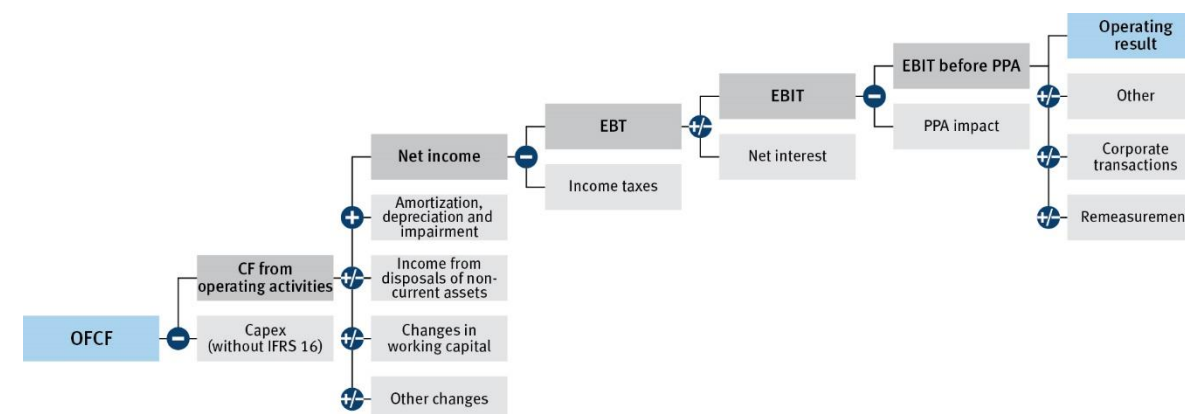 Operating
result
EBIT before PPA
EBIT
Other
EBT
PPA impact
Net income
Net interest
Corporate
transactions
Income taxes
Amortization,
depreciation and
impairment
Remeasuremen
CF from
operating activities
Income from
disposals of non-
current assets
OFCF
Capex
(without IFRS 16)
Changes in
working capital
Other changes
+
+/-
+/-
+/-
-
-
+/-
-
+/-
+/-
+/-